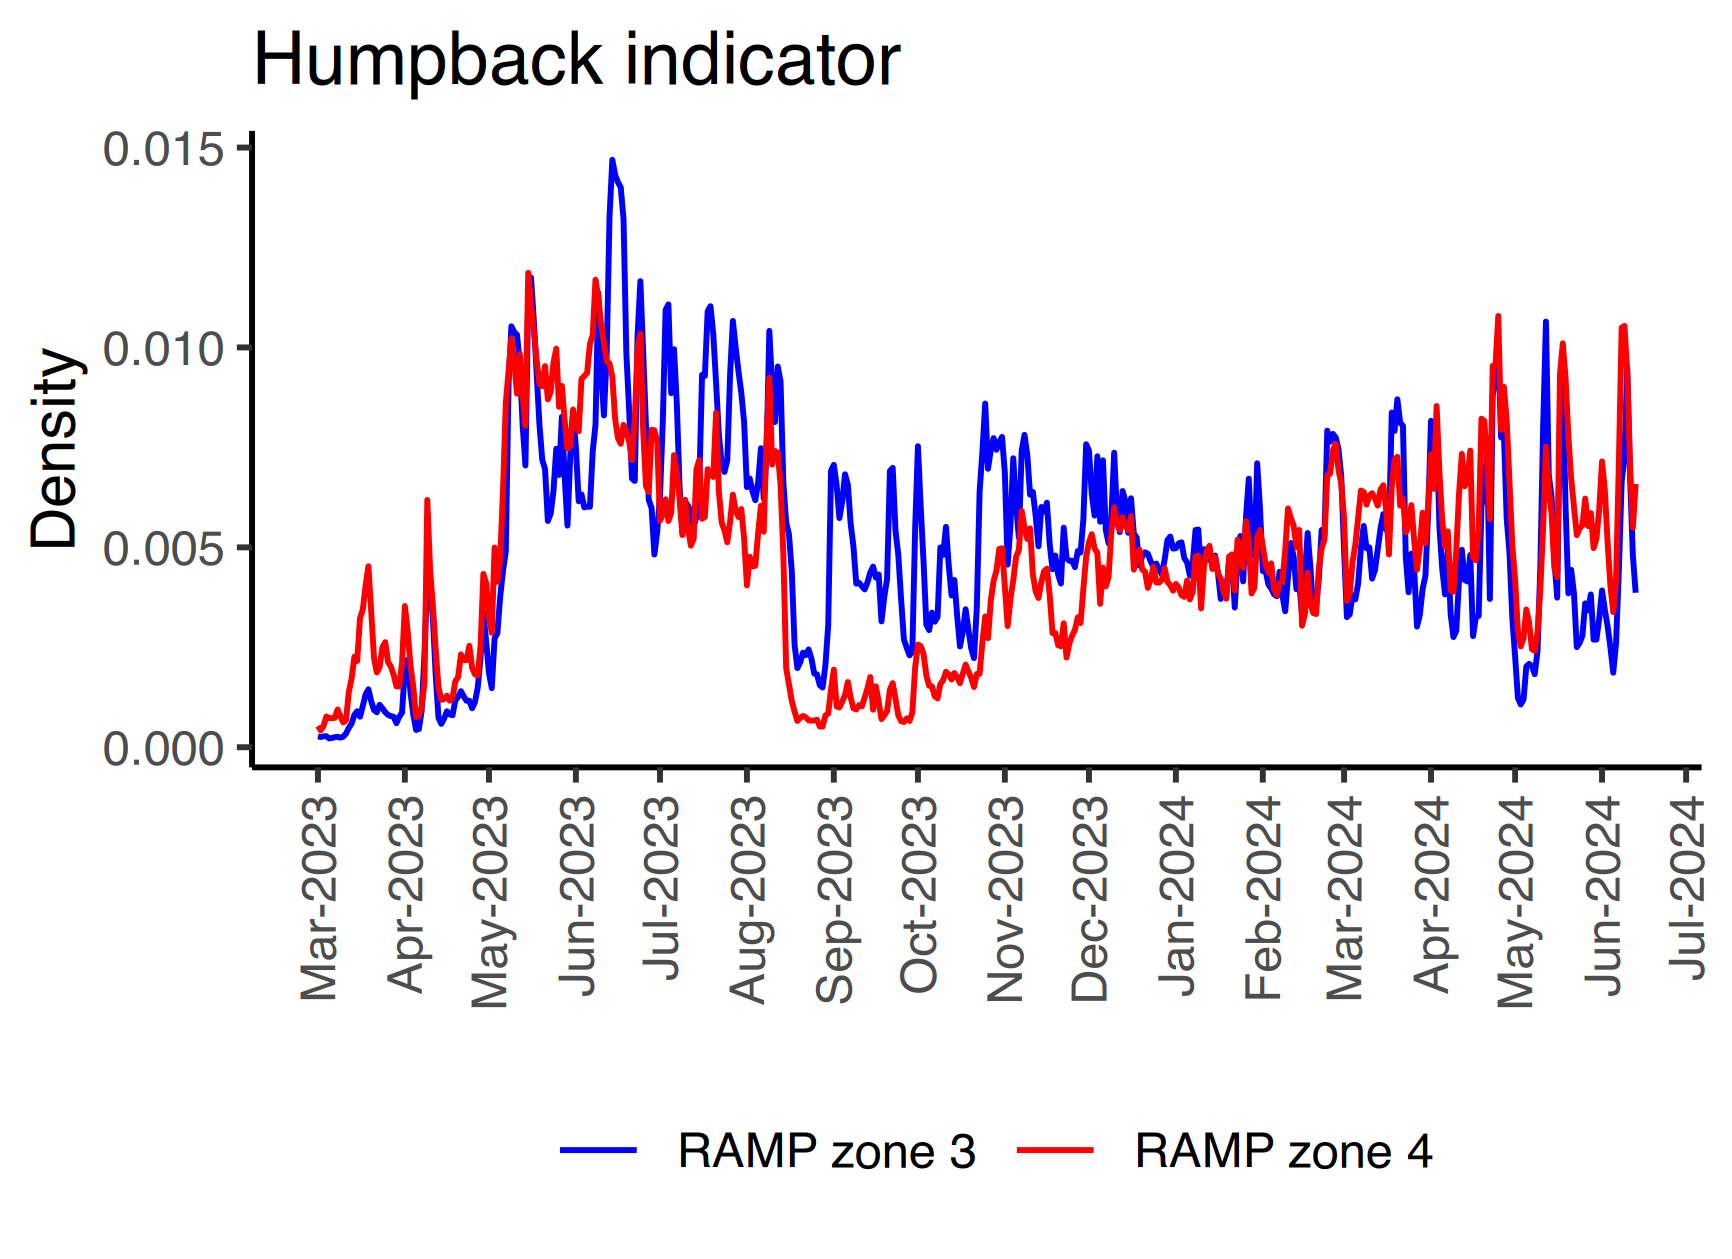 Humpback indicator
Density
0.015
0.010
0.005
0.000
Mar-2023
Apr-2023
May-2023
Jun-2023
Jul-2023
Aug-2023
Sep-2023
Oct-2023
Nov-2023
Dec-2023
Jan-2024
Feb-2024
Mar-2024
Apr-2024
May-2024
Jun-2024
Jul-2024
RAMP zone 3
RAMP zone 4